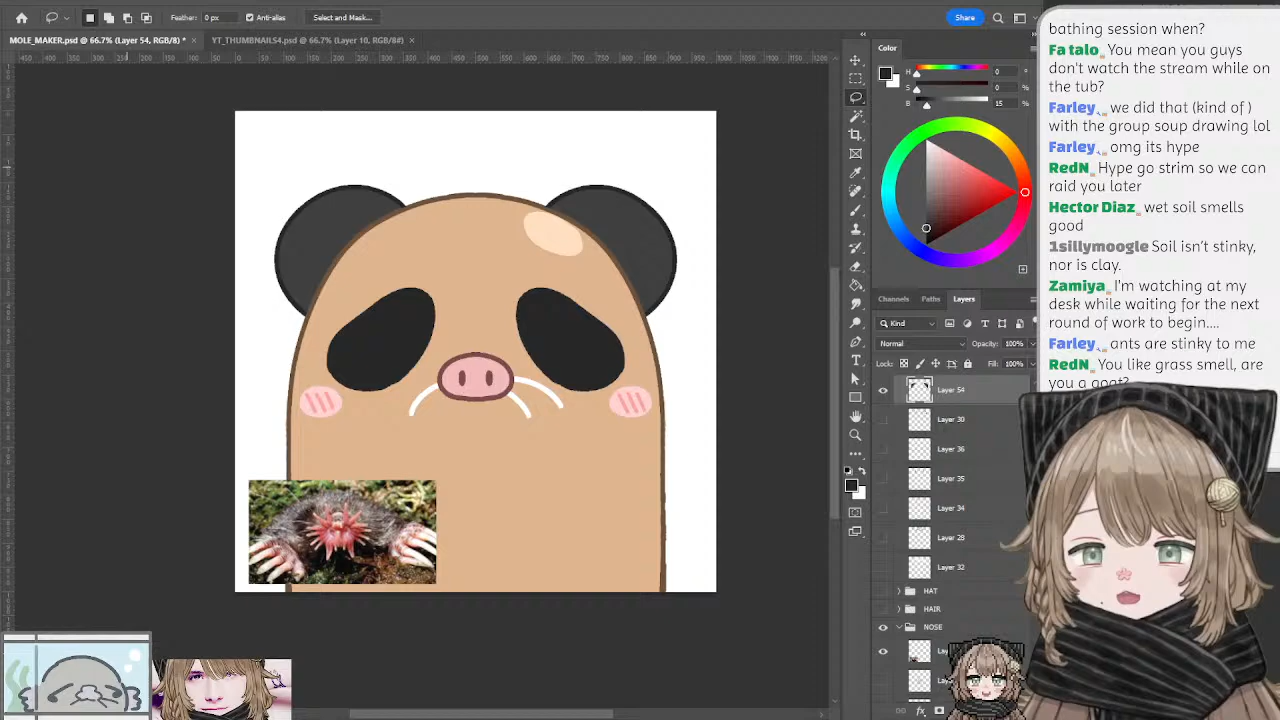 Feather: 0 px Anti-alias Select and Mask... Share
MOLE_MAKER.psd @ 66.7% (Layer 54, RGB/8) * × YT_THUMBNAILS4.psd @ 66.7% (Layer 10, RGB/8#) ×
Color
H 0 °
S 0 %
B 15 %
Channels Paths Layers
Kind
Normal Opacity: 100%
Lock: Fill: 100%
Layer 54
Layer 30
Layer 36
Layer 35
Layer 34
Layer 28
Layer 32
HAT
HAIR
NOSE
fx
bathing session when?
Fa talo You mean you guys
don't watch the stream while on
the tub?
Farley we did that (kind of )
with the group soup drawing lol
Farley omg its hype
RedN Hype go strim so we can
raid you later
Hector Diaz wet soil smells
good
1sillymoogle Soil isn't stinky,
nor is clay.
Zamiya I'm watching at my
desk while waiting for the next
round of work to begin....
Farley ants are stinky to me
RedN You like grass smell, are
you a goat?